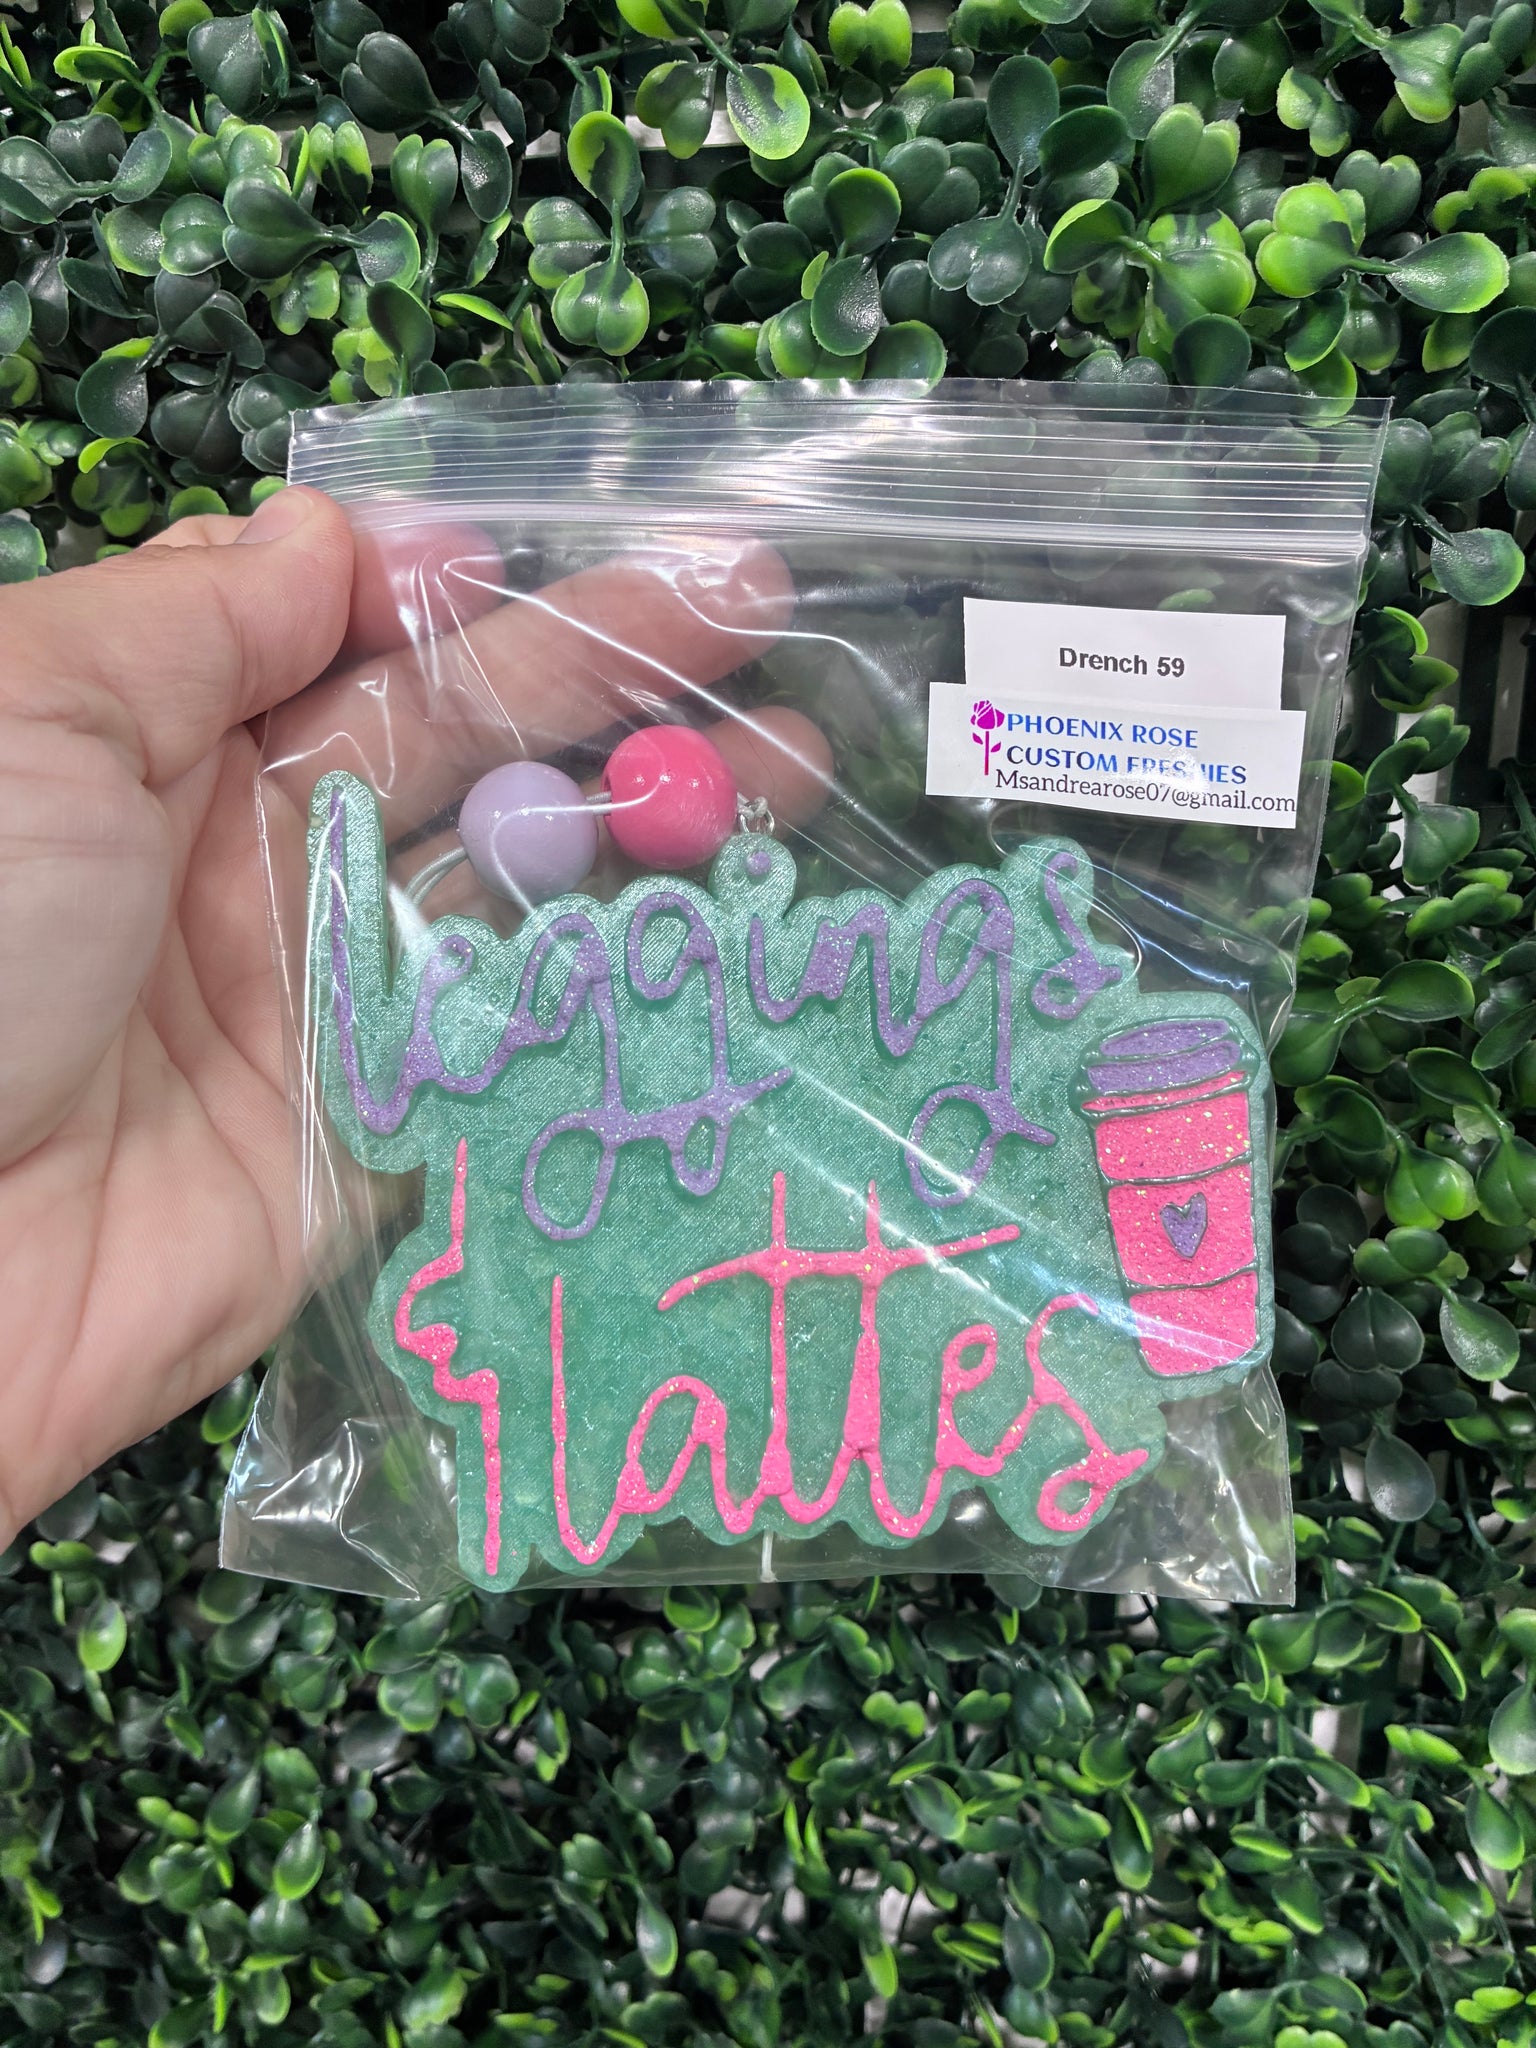 Drench 59
PHOENIX ROSE
CUSTOM FRESHIES
Msandrearose07@gmail.com
leggings
& lattes